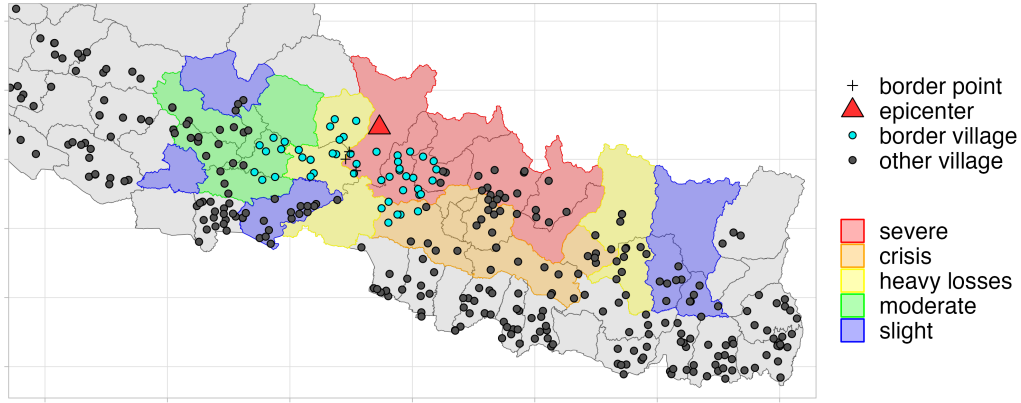 border point
epicenter
border village
other village
severe
crisis
heavy losses
moderate
slight